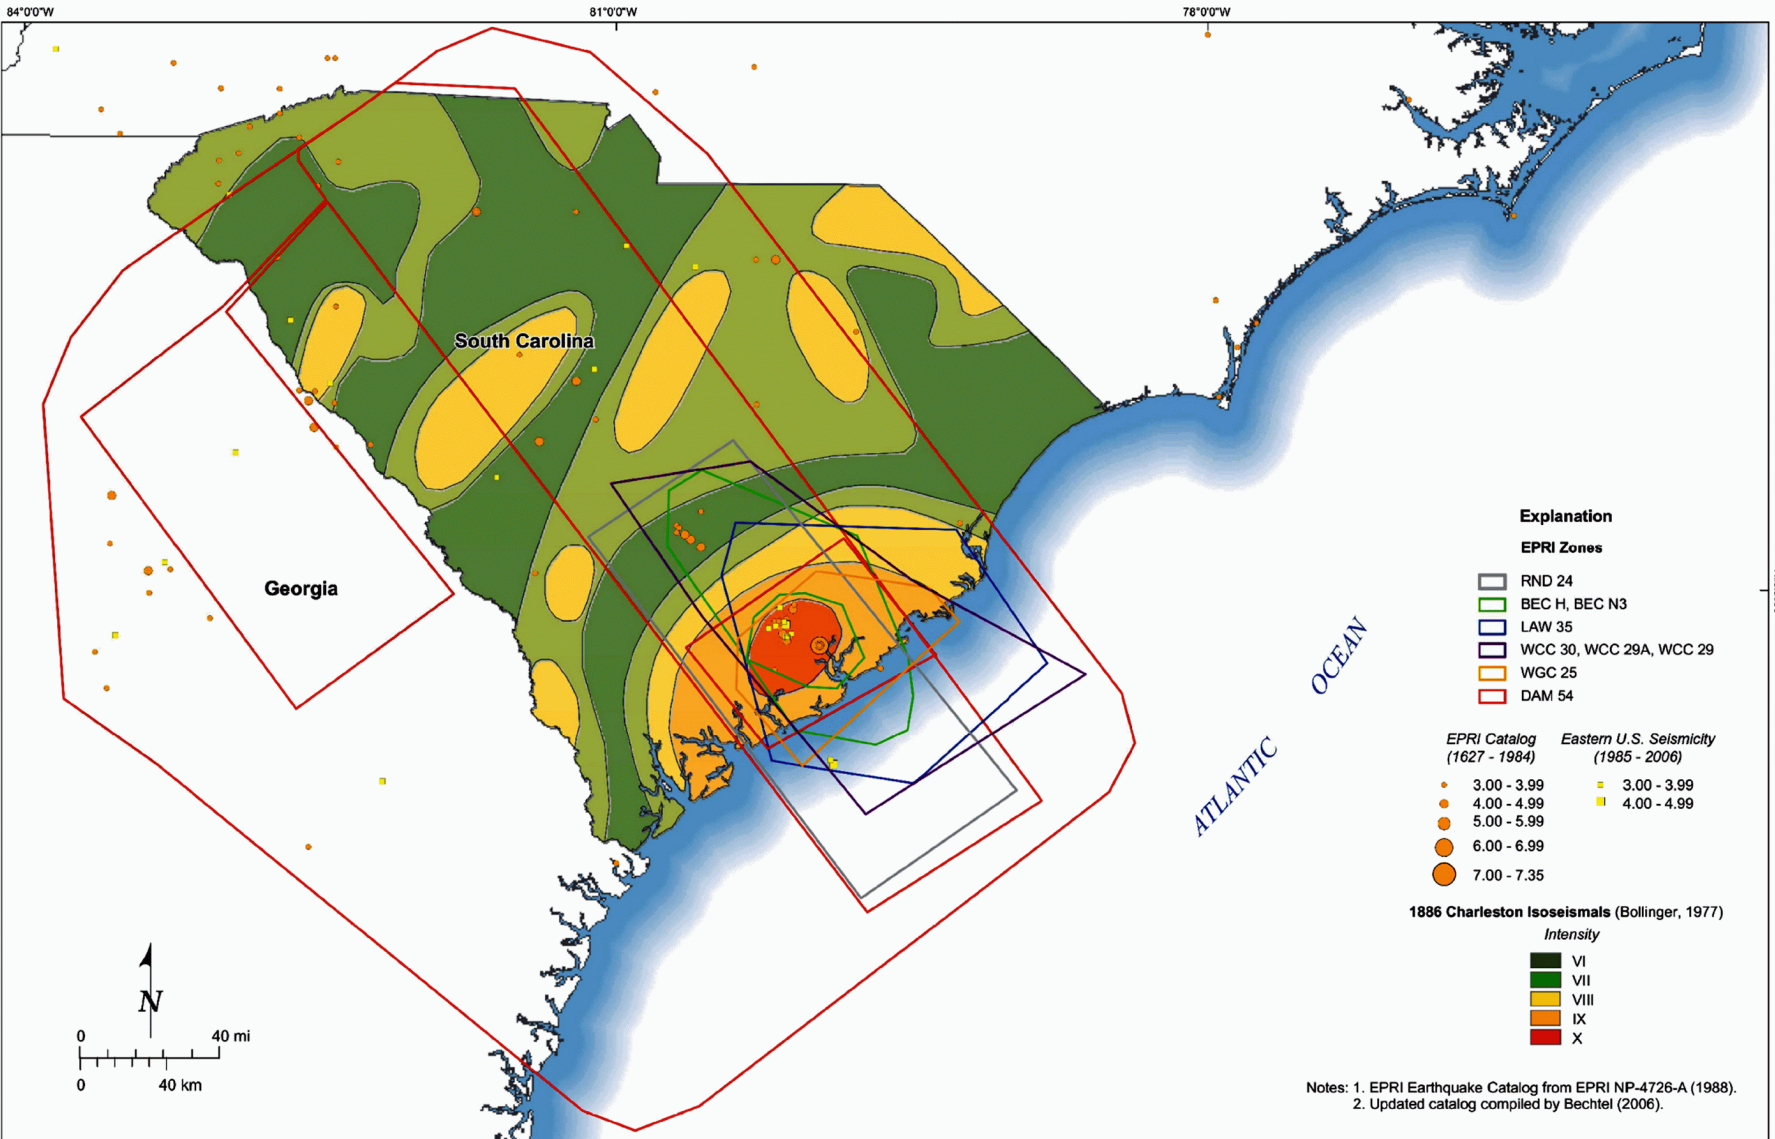 84°0'0"W
81°0'0"W
78°0'0"W
South Carolina
Georgia
ATLANTIC OCEAN
Explanation
EPRI Zones
RND 24
BEC H, BEC N3
LAW 35
WCC 30, WCC 29A, WCC 29
WGC 25
DAM 54
EPRI Catalog
(1627 - 1984)
3.00 - 3.99
4.00 - 4.99
5.00 - 5.99
6.00 - 6.99
7.00 - 7.35
Eastern U.S. Seismicity
(1985 - 2006)
3.00 - 3.99
4.00 - 4.99
1886 Charleston Isoseismals (Bollinger, 1977)
Intensity
VI
VII
VIII
IX
X
N
0 40 mi
0 40 km
Notes: 1. EPRI Earthquake Catalog from EPRI NP-4726-A (1988).
2. Updated catalog compiled by Bechtel (2006).